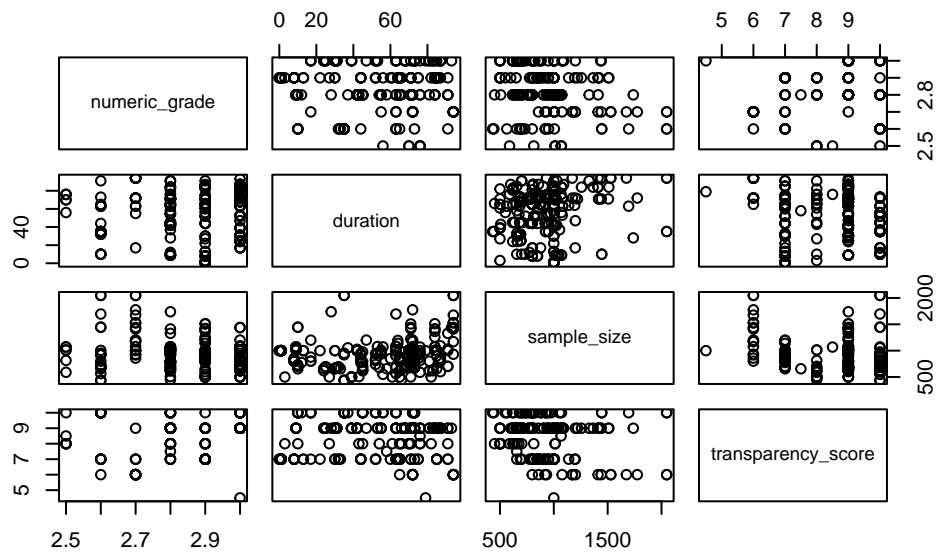 0 20 60
5 6 7 8 9
numeric_grade
2.5 2.8
0 40
duration
sample_size
500 2000
5 7 9
transparency_score
2.5 2.7 2.9
500 1500